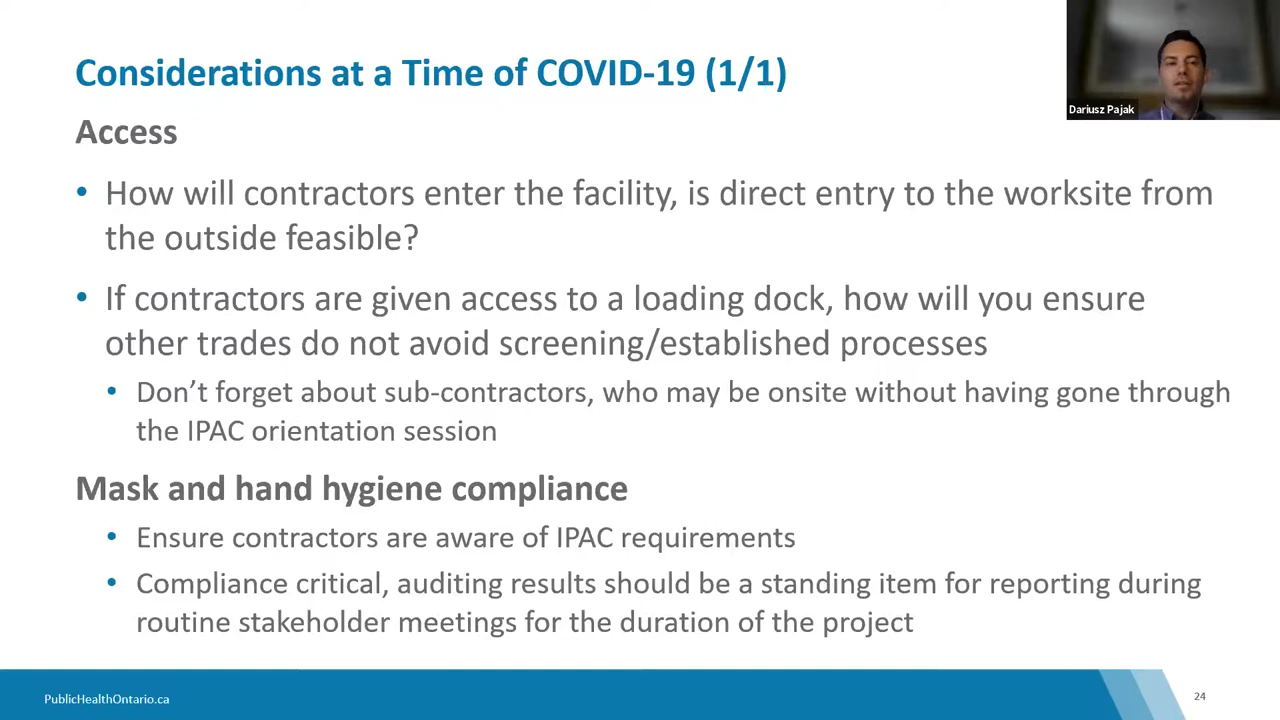 Considerations at a Time of COVID-19 (1/1)
Dariusz Pajak
Access
• How will contractors enter the facility, is direct entry to the worksite from
the outside feasible?
• If contractors are given access to a loading dock, how will you ensure
other trades do not avoid screening/established processes
• Don’t forget about sub-contractors, who may be onsite without having gone through
the IPAC orientation session
Mask and hand hygiene compliance
• Ensure contractors are aware of IPAC requirements
• Compliance critical, auditing results should be a standing item for reporting during
routine stakeholder meetings for the duration of the project
PublicHealthOntario.ca
24